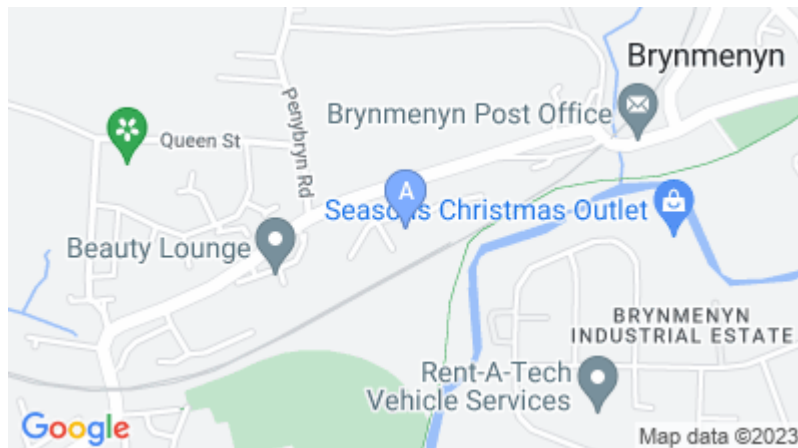 Brynmenyn
Brynmenyn Post Office
Penybryn Rd
Queen St
A
Seasons Christmas Outlet
Beauty Lounge
BRYNMENYN
INDUSTRIAL ESTATE
Rent-A-Tech
Vehicle Services
Google
Map data ©2023